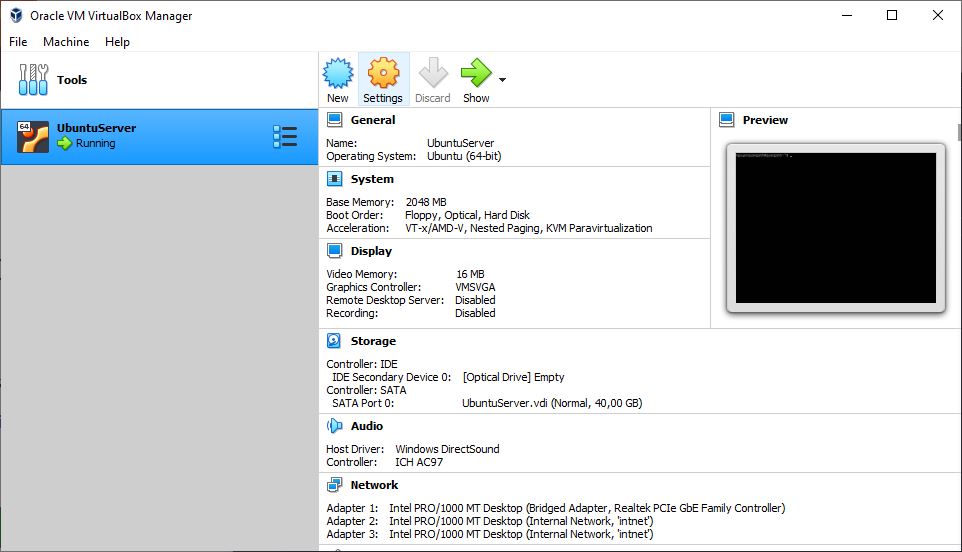 Oracle VM VirtualBox Manager
File Machine Help
Tools
64
UbuntuServer
Running
New Settings Discard Show
General
Name: UbuntuServer
Operating System: Ubuntu (64-bit)
System
Base Memory: 2048 MB
Boot Order: Floppy, Optical, Hard Disk
Acceleration: VT-x/AMD-V, Nested Paging, KVM Paravirtualization
Display
Video Memory: 16 MB
Graphics Controller: VMSVGA
Remote Desktop Server: Disabled
Recording: Disabled
Preview
Storage
Controller: IDE
IDE Secondary Device 0: [Optical Drive] Empty
Controller: SATA
SATA Port 0: UbuntuServer.vdi (Normal, 40,00 GB)
Audio
Host Driver: Windows DirectSound
Controller: ICH AC97
Network
Adapter 1: Intel PRO/1000 MT Desktop (Bridged Adapter, Realtek PCIe GbE Family Controller)
Adapter 2: Intel PRO/1000 MT Desktop (Internal Network, 'intnet')
Adapter 3: Intel PRO/1000 MT Desktop (Internal Network, 'intnet')